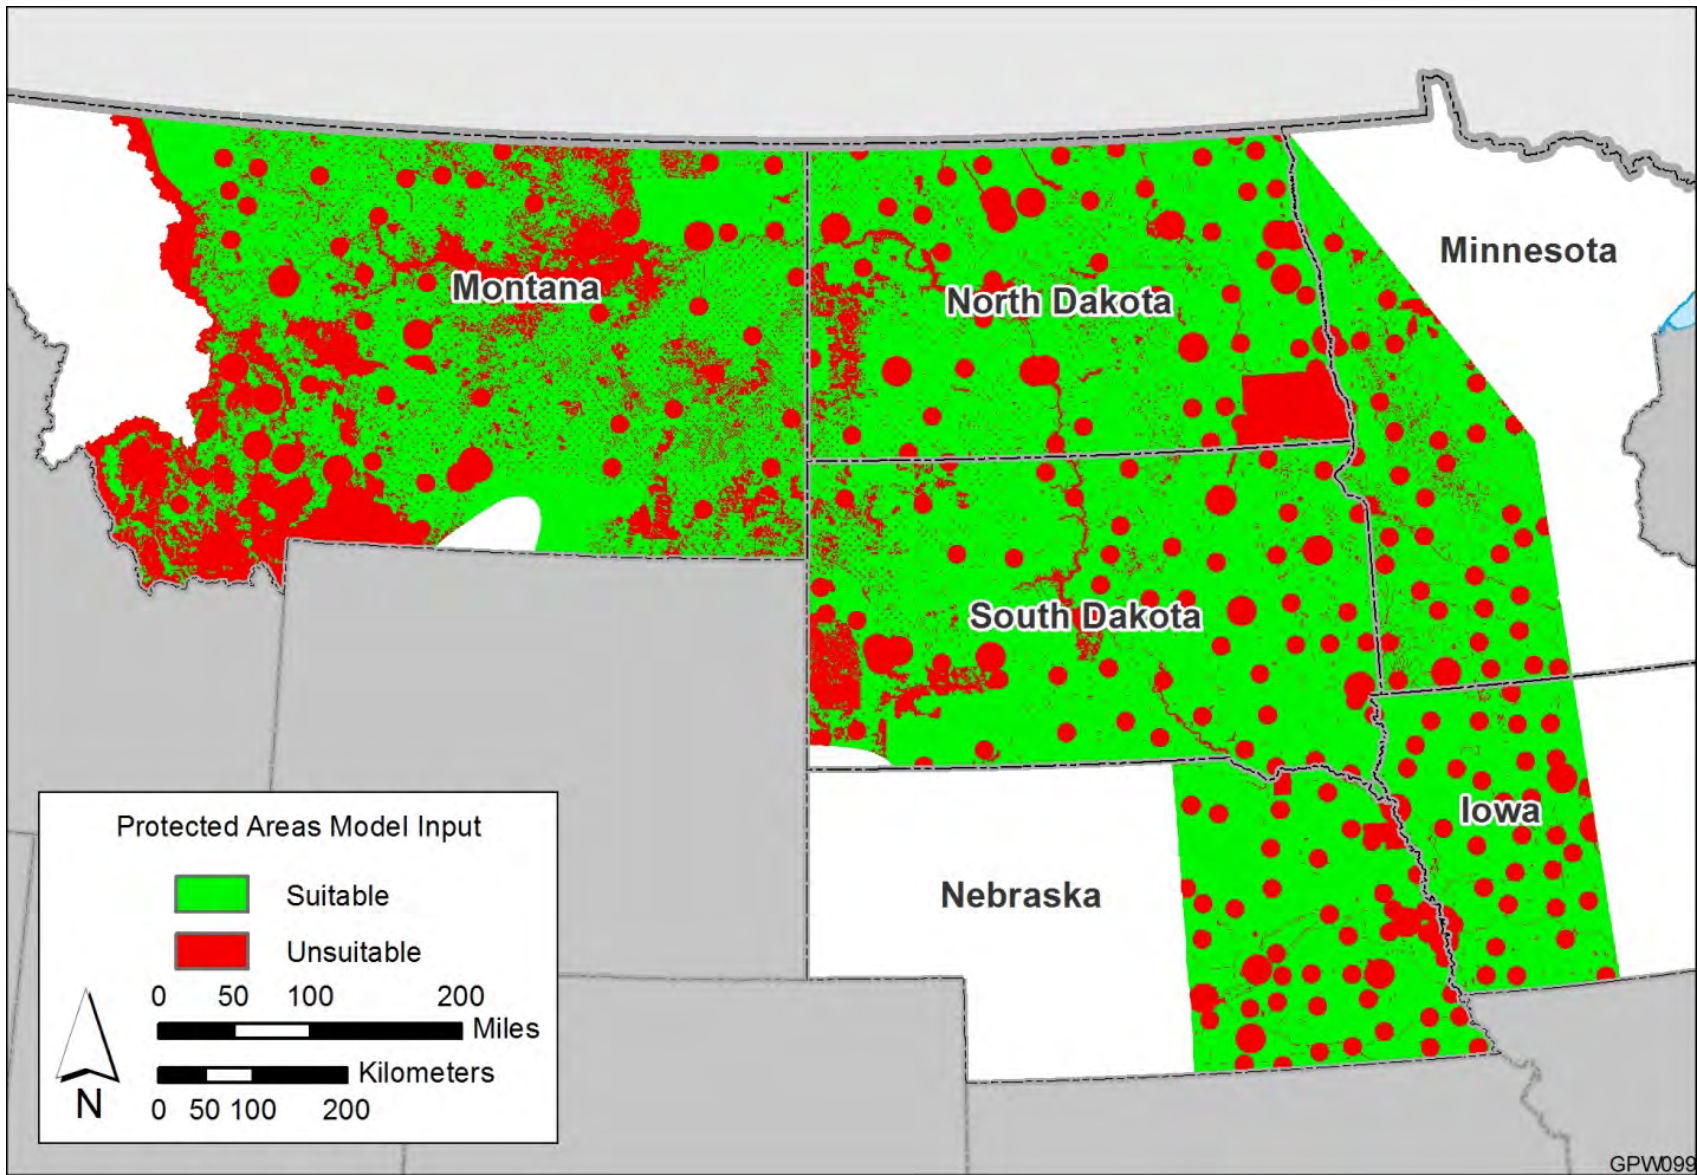 Minnesota
Montana
North Dakota
South Dakota
Iowa
Nebraska
Protected Areas Model Input
Suitable
Unsuitable
0 50 100 200
Miles
Kilometers
0 50 100 200
N
GPW099